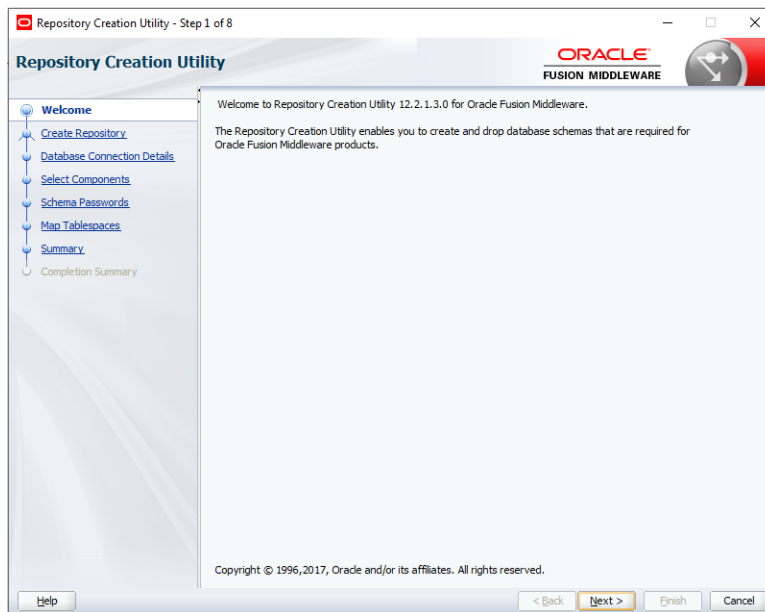 Repository Creation Utility - Step 1 of 8
Repository Creation Utility
ORACLE
FUSION MIDDLEWARE
Welcome
Create Repository
Database Connection Details
Select Components
Schema Passwords
Map Tablespaces
Summary
Completion Summary
Welcome to Repository Creation Utility 12.2.1.3.0 for Oracle Fusion Middleware.
The Repository Creation Utility enables you to create and drop database schemas that are required for
Oracle Fusion Middleware products.
Copyright © 1996,2017, Oracle and/or its affiliates. All rights reserved.
Help
< Back
Next >
Finish
Cancel